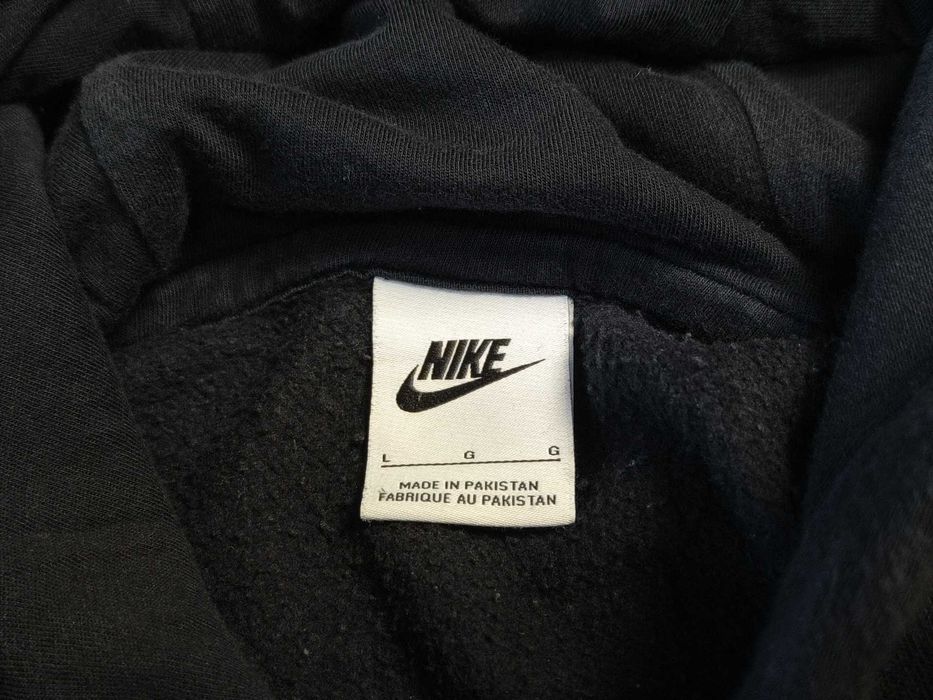 NIKE
L G G
MADE IN PAKISTAN
FABRIQUE AU PAKISTAN